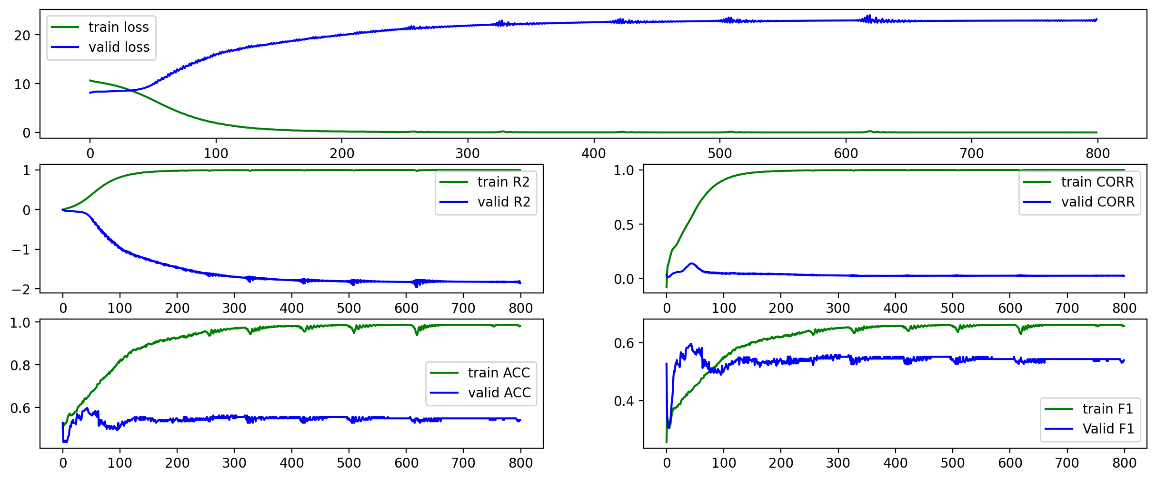 20
10
0
train loss
valid loss
0 100 200 300 400 500 600 700 800
1
0
−1
−2
train R2
valid R2
0 100 200 300 400 500 600 700 800
1.0
0.5
0.0
train CORR
valid CORR
0 100 200 300 400 500 600 700 800
1.0
0.8
0.6
train ACC
valid ACC
0 100 200 300 400 500 600 700 800
0.6
0.4
train F1
Valid F1
0 100 200 300 400 500 600 700 800